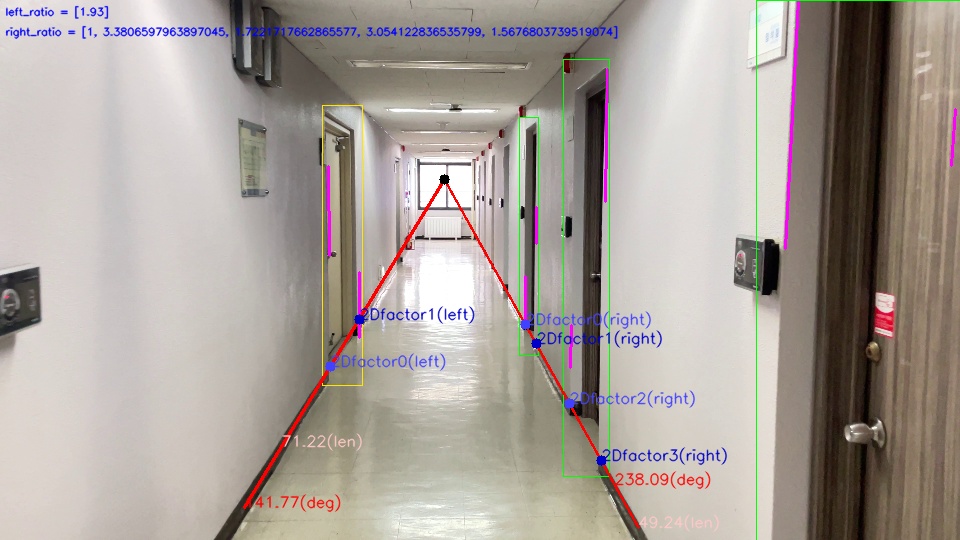 left_ratio = [1.93]
right_ratio = [1, 3.3806597963897045, 1.7221717662865577, 3.054122836535799, 1.5676803739519074]
2Dfactor1(left)
2Dfactor0(right)
2Dfactor1(right)
2Dfactor0(left)
2Dfactor2(right)
71.22(len)
2Dfactor3(right)
238.09(deg)
41.77(deg)
49.24(len)